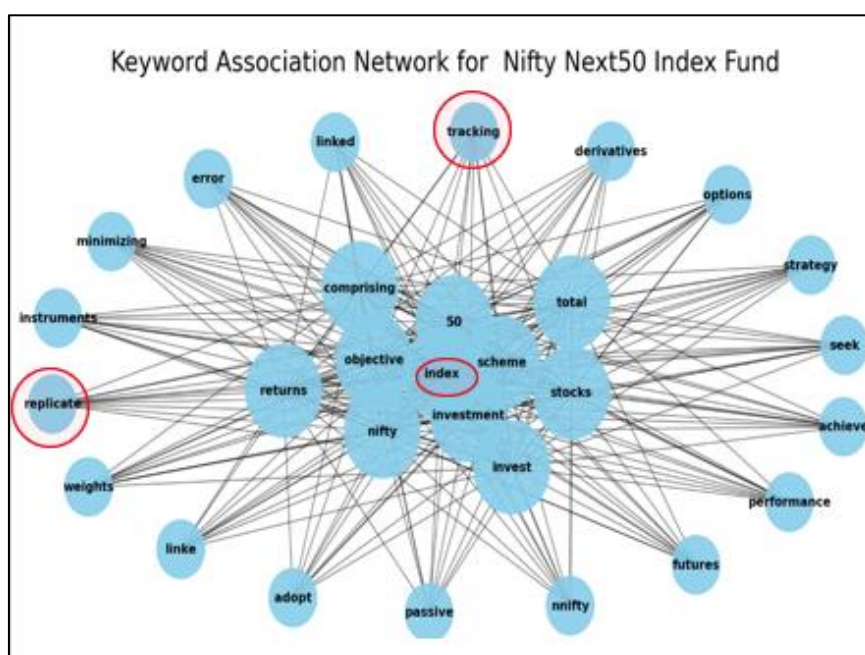 Keyword Association Network for Nifty Next50 Index Fund
tracking
linked
derivatives
error
options
minimizing
strategy
comprising
total
instruments
50
seek
objective
scheme
index
returns
stocks
replicate
investment
achieve
nifty
invest
weights
performance
linke
futures
adopt
passive
nnifty